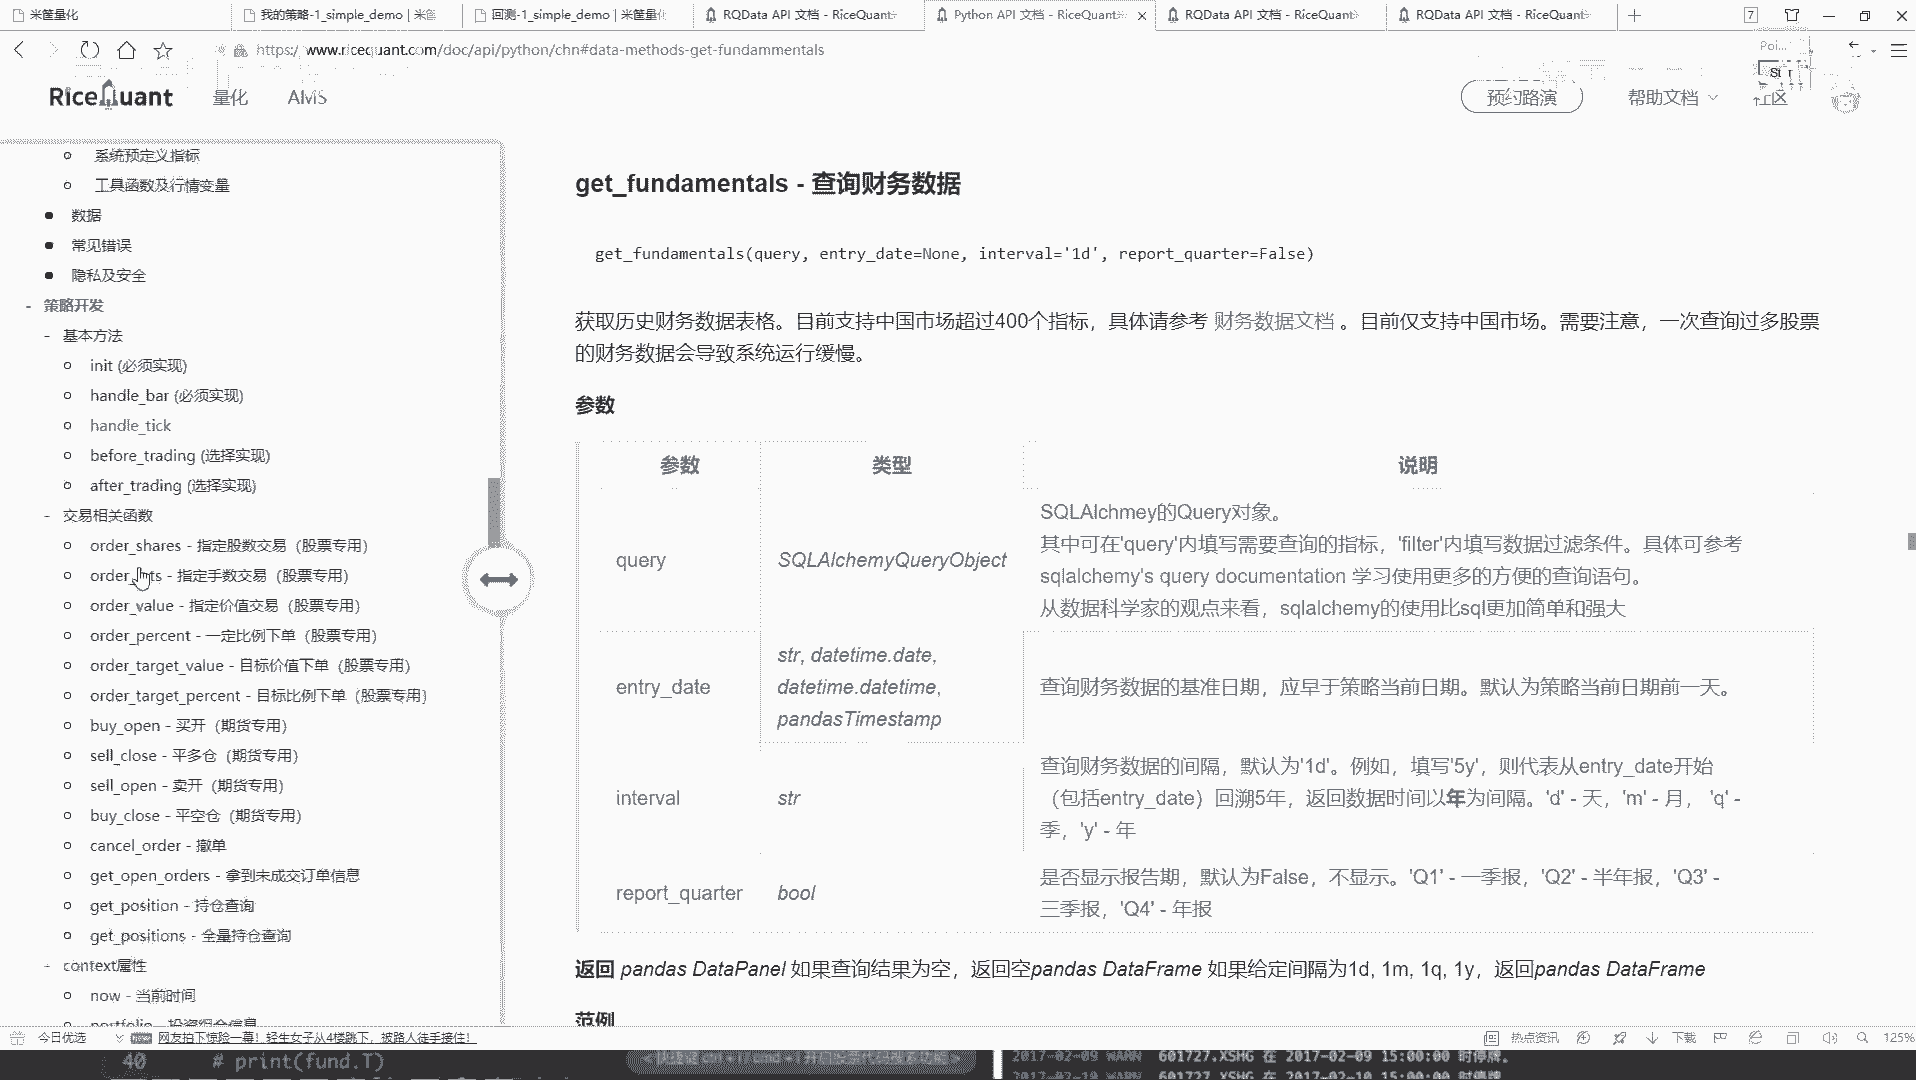 米筐量化
我的策略-1_simple_demo | 米筐
回测-1_simple_demo | 米筐量化
RQData API 文档 - RiceQuant
Python API 文档 - RiceQuant
RQData API 文档 - RiceQuant
RQData API 文档 - RiceQuant
7
https://www.ricequant.com/doc/api/python/chn#data-methods-get-fundammentals
RiceQuant
量化
AMS
预约路演
帮助文档
系统预定义指标
工具函数及行情变量
数据
常见错误
隐私及安全
- 策略开发
- 基本方法
init (必须实现)
handle_bar (必须实现)
handle_tick
before_trading (选择实现)
after_trading (选择实现)
- 交易相关函数
order_shares - 指定股数交易（股票专用）
order_lots - 指定手数交易（股票专用）
order_value - 指定价值交易（股票专用）
order_percent - 一定比例下单（股票专用）
order_target_value - 目标价值下单（股票专用）
order_target_percent - 目标比例下单（股票专用）
buy_open - 买开（期货专用）
sell_close - 平多仓（期货专用）
sell_open - 卖开（期货专用）
buy_close - 平空仓（期货专用）
cancel_order - 撤单
get_open_orders - 拿到未成交订单信息
get_position - 持仓查询
get_positions - 全量持仓查询
- context属性
now - 当前时间
portfolio - 投资组合信息
get_fundamentals - 查询财务数据
get_fundamentals(query, entry_date=None, interval='1d', report_quarter=False)
获取历史财务数据表格。目前支持中国市场超过400个指标，具体请参考 财务数据文档 。目前仅支持中国市场。需要注意，一次查询过多股票
的财务数据会导致系统运行缓慢。
参数
参数 类型 说明
query
SQLAlchemyQueryObject
SQLAlchmey的Query对象。
其中可在'query'内填写需要查询的指标，'filter'内填写数据过滤条件。具体可参考
sqlalchemy's query documentation 学习使用更多的方便的查询语句。
从数据科学家的观点来看，sqlalchemy的使用比sql更加简单和强大
entry_date
str, datetime.date,
datetime.datetime,
pandasTimestamp
查询财务数据的基准日期，应早于策略当前日期。默认为策略当前日期前一天。
interval
str
查询财务数据的间隔，默认为'1d'。例如，填写'5y'，则代表从entry_date开始
（包括entry_date）回溯5年，返回数据时间以年为间隔。'd' - 天，'m' - 月， 'q' -
季，'y' - 年
report_quarter
bool
是否显示报告期，默认为False，不显示。'Q1' - 一季报，'Q2' - 半年报，'Q3' -
三季报，'Q4' - 年报
返回 pandas DataPanel 如果查询结果为空，返回空pandas DataFrame 如果给定间隔为1d, 1m, 1q, 1y，返回pandas DataFrame
范例
今日优选
网友拍下惊险一幕！轻生女子从4楼跳下，被路人徒手接住！
热点资讯
下载
125%
40 # print(fund.T)
2017-02-09 WARN 601727.XSHG 在 2017-02-09 15:00:00 时停牌。
2017-02-10 WARN 601727.XSHG 在 2017-02-10 15:00:00 时停牌。